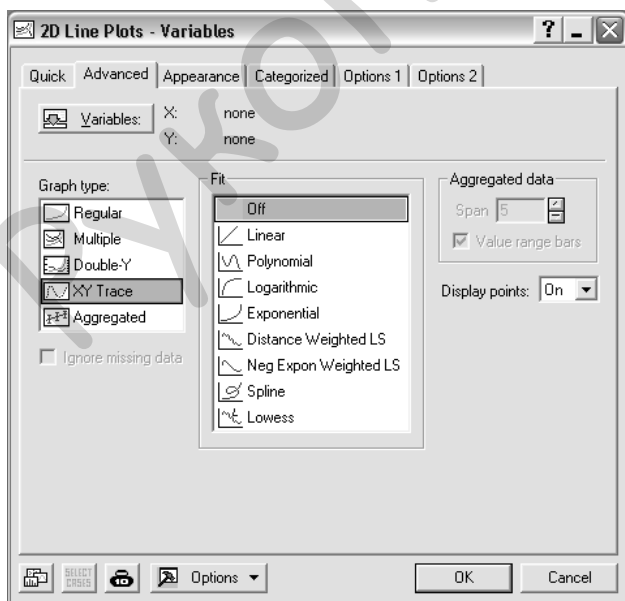 2D Line Plots - Variables
Quick Advanced Appearance Categorized Options 1 Options 2
Variables: X: none
Y: none
Graph type:
Regular
Multiple
Double-Y
XY Trace
Aggregated
Ignore missing data
Fit
Off
Linear
Polynomial
Logarithmic
Exponential
Distance Weighted LS
Neg Expon Weighted LS
Spline
Lowess
Aggregated data
Span 5
Value range bars
Display points: On
SELECT
CASES
Options
OK
Cancel